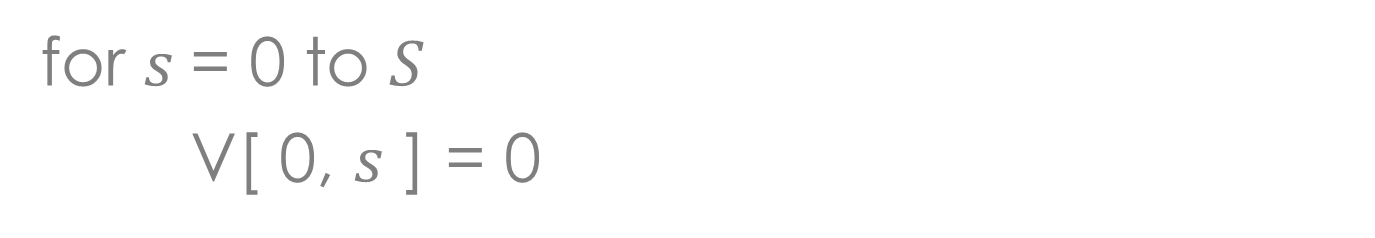 for s = 0 to S
V[ 0, s ] = 0